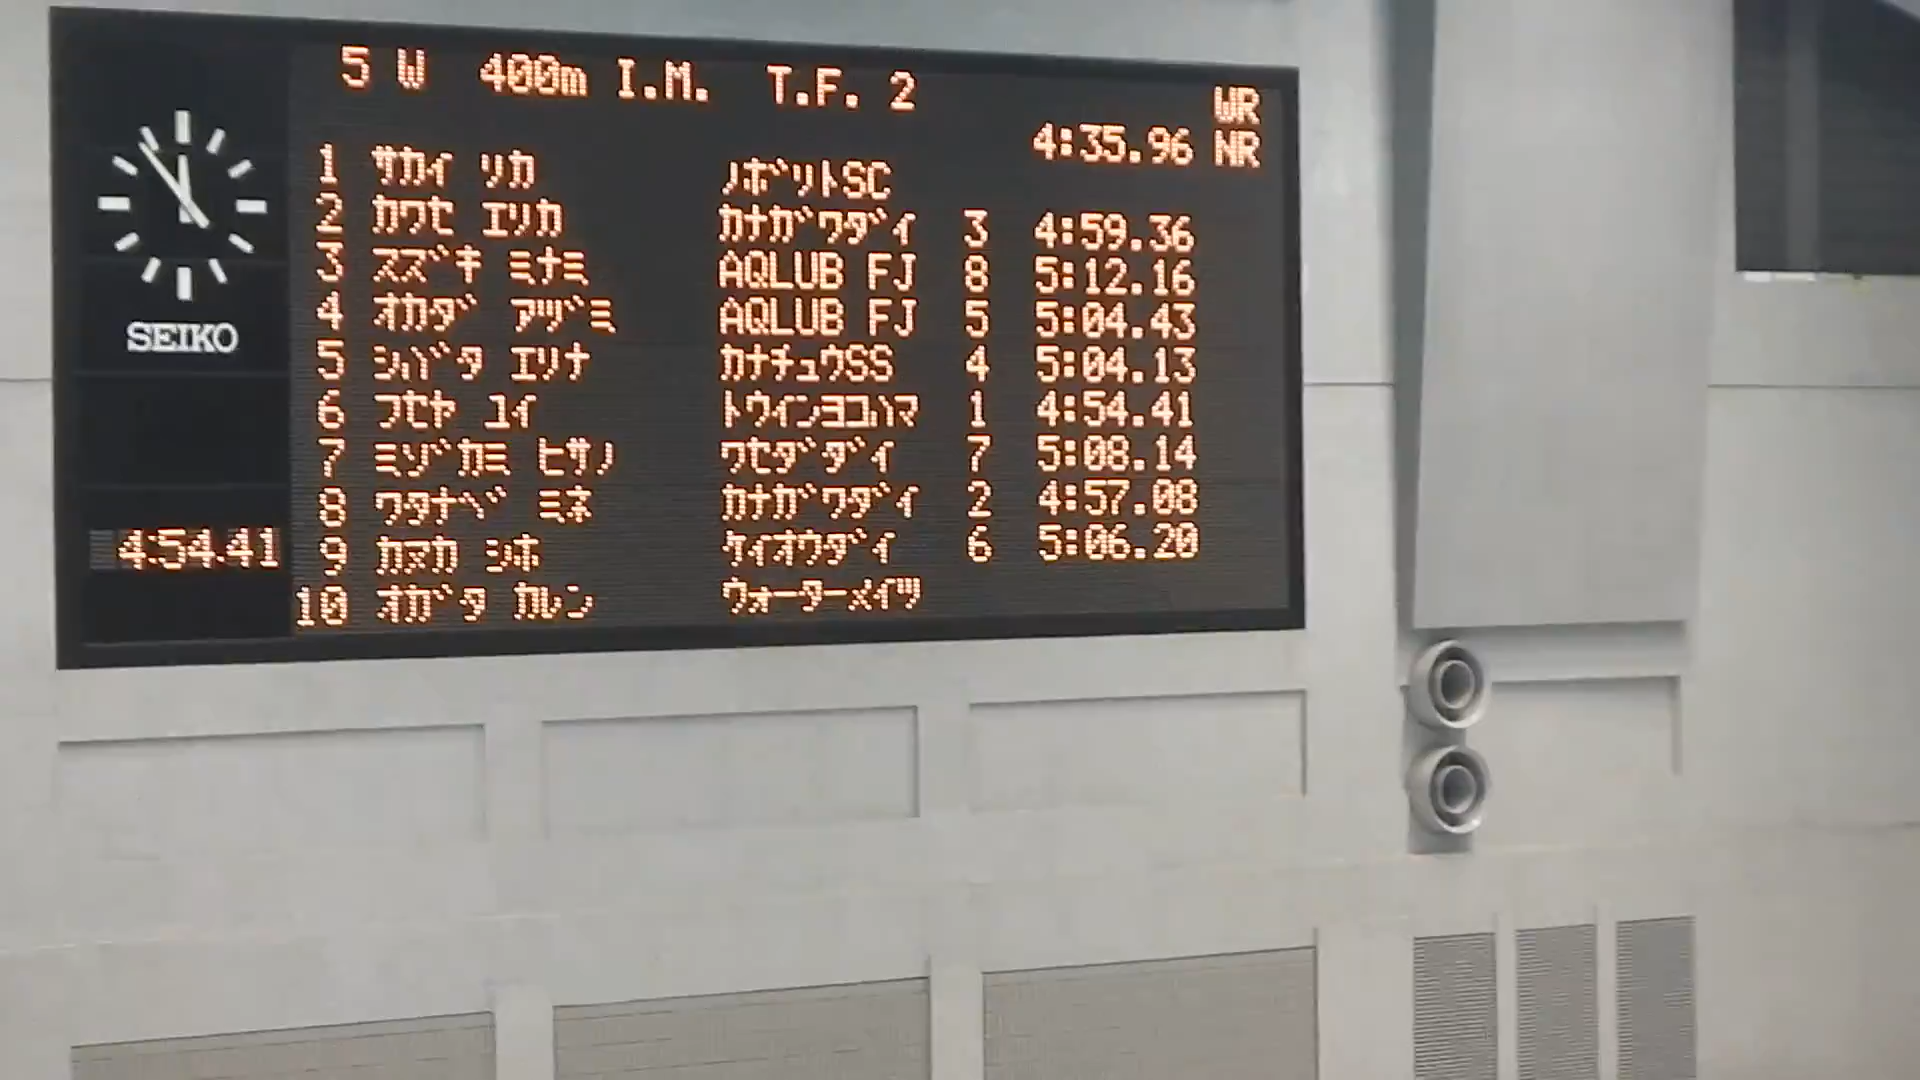 5 W 400m I.M. T.F. 2
WR
4:35.96 NR
1 サカイ リカ ノボリトSC
2 カワセ エリカ カナガワダイ 3 4:59.36
3 スズキ ミナミ AQLUB FJ 8 5:12.16
4 オカダ アヅミ AQLUB FJ 5 5:04.43
5 シバタ エリナ カナチュウSS 4 5:04.13
6 フセヤ ユイ トウインヨコハマ 1 4:54.41
7 ミゾカミ ヒサノ ワセダダイ 7 5:08.14
8 ワタナベ ミネ カナガワダイ 2 4:57.08
9 カヌカ シホ ケイオウダイ 6 5:06.20
10 オガタ カレン ウォーターメイツ
SEIKO
4:54.41